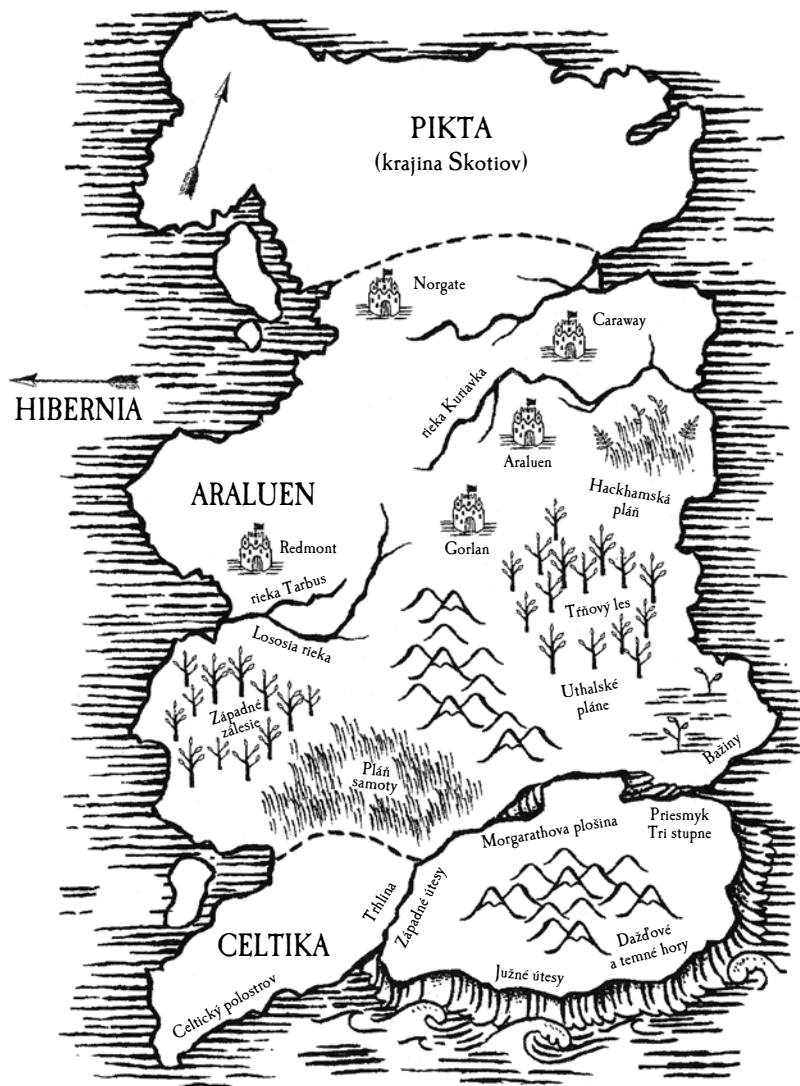 PIKTA
(krajina Skotiov)
Norgate
Caraway
rieka Kuriavka
HIBERNIA
Araluen
Hackhamská
pláň
ARALUEN
Gorlan
Redmont
rieka Tarbus
Tŕňový les
Lososia rieka
Uthalské
pláne
Západné
zálesie
Bažiny
Pláň
samoty
Morgarathova plošina
Priesmyk
Tri stupne
Trhlina
Západné útesy
CELTIKA
Dažďové
a temné hory
Južné útesy
Celtický polostrov